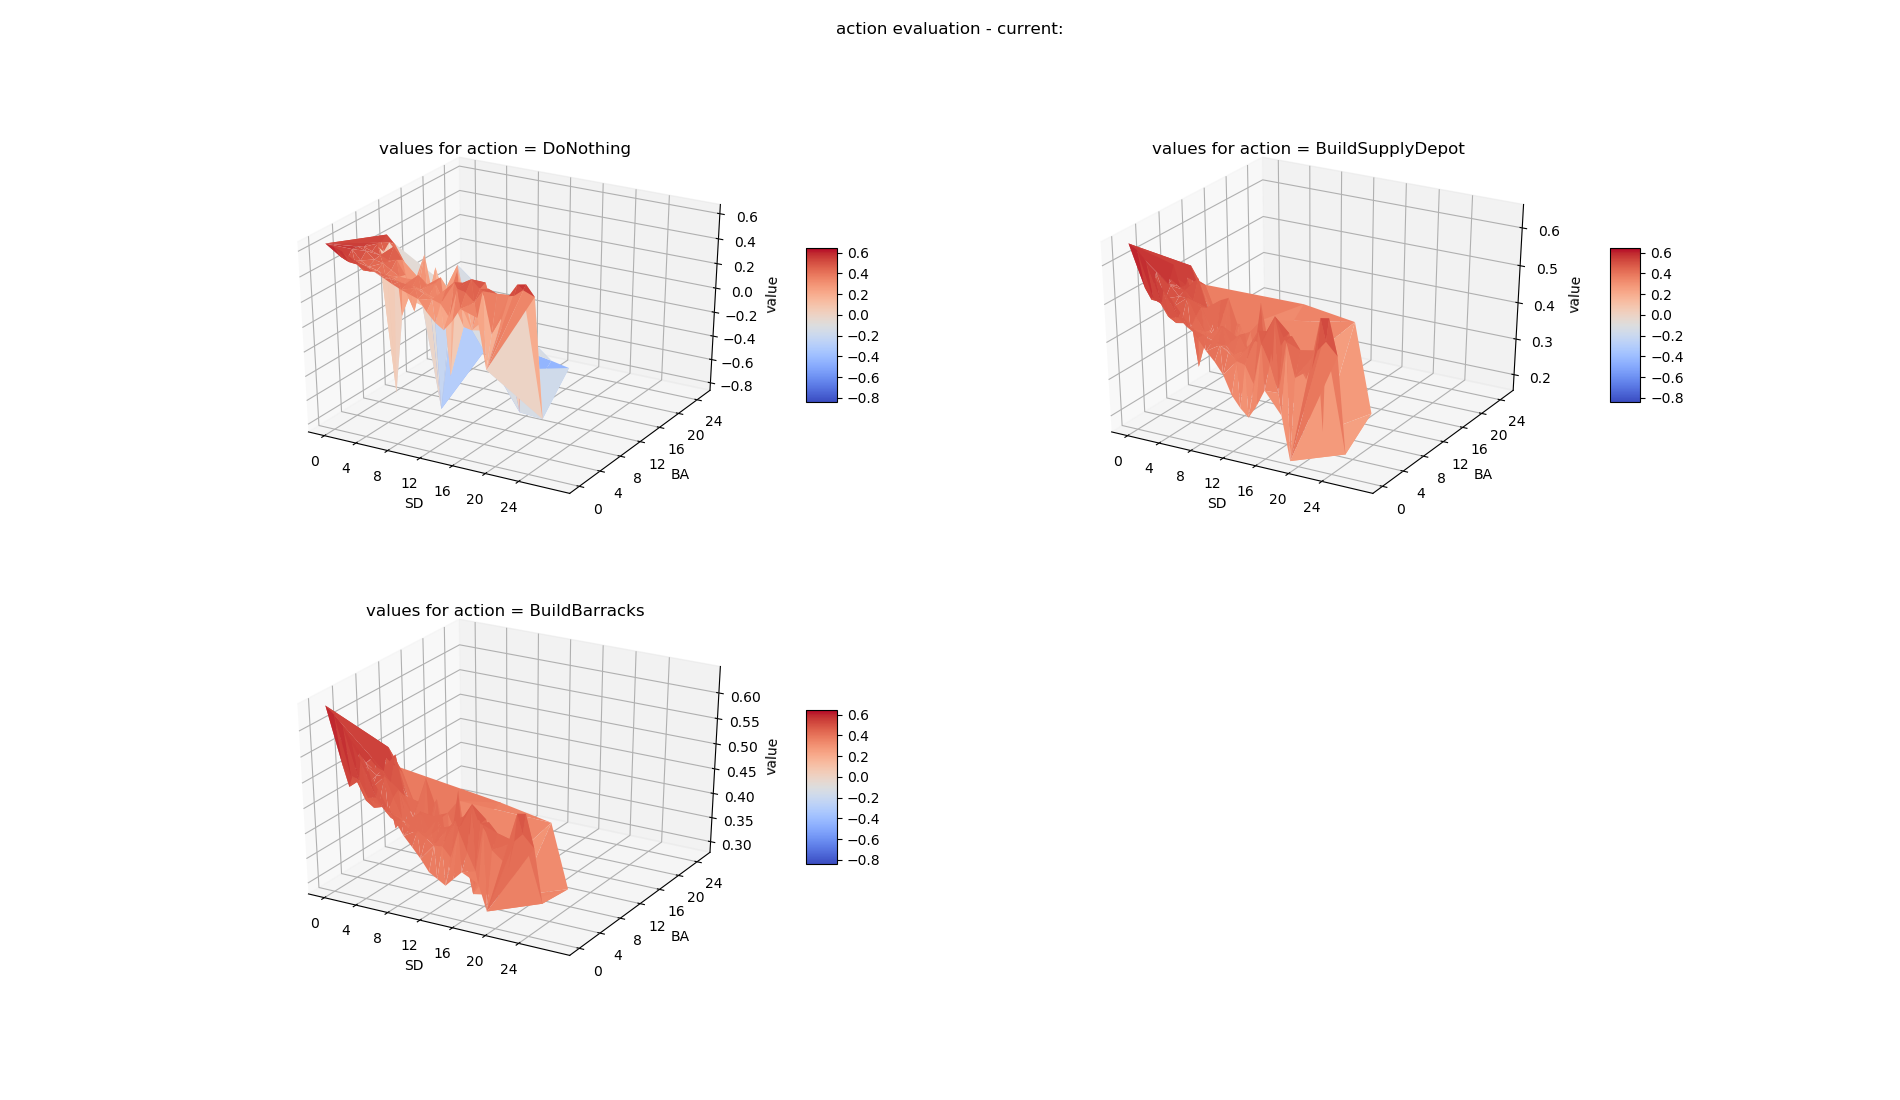 action evaluation - current:
values for action = DoNothing
0.6
0.4
0.2
0.0
−0.2
−0.4
−0.6
−0.8
value
0 4 8 12 16 20 24
SD
0 4 8 12 16 20 24
BA
0.6
0.4
0.2
0.0
−0.2
−0.4
−0.6
−0.8
values for action = BuildSupplyDepot
0.6
0.5
0.4
0.3
0.2
value
0 4 8 12 16 20 24
SD
0 4 8 12 16 20 24
BA
0.6
0.4
0.2
0.0
−0.2
−0.4
−0.6
−0.8
values for action = BuildBarracks
0.60
0.55
0.50
0.45
0.40
0.35
0.30
value
0 4 8 12 16 20 24
SD
0 4 8 12 16 20 24
BA
0.6
0.4
0.2
0.0
−0.2
−0.4
−0.6
−0.8